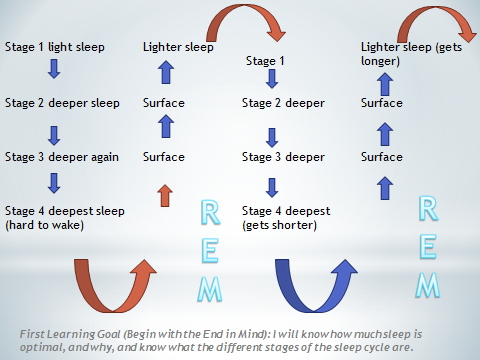 Stage 1 light sleep
Stage 2 deeper sleep
Stage 3 deeper again
Stage 4 deepest sleep
(hard to wake)
Lighter sleep
Surface
Surface
REM
Stage 1
Stage 2 deeper
Stage 3 deeper
Stage 4 deepest
(gets shorter)
Lighter sleep (gets
longer)
Surface
Surface
REM
First Learning Goal (Begin with the End in Mind): I will know how muchsleep is
optimal, and why, and know what the different stages of the sleep cycle are.